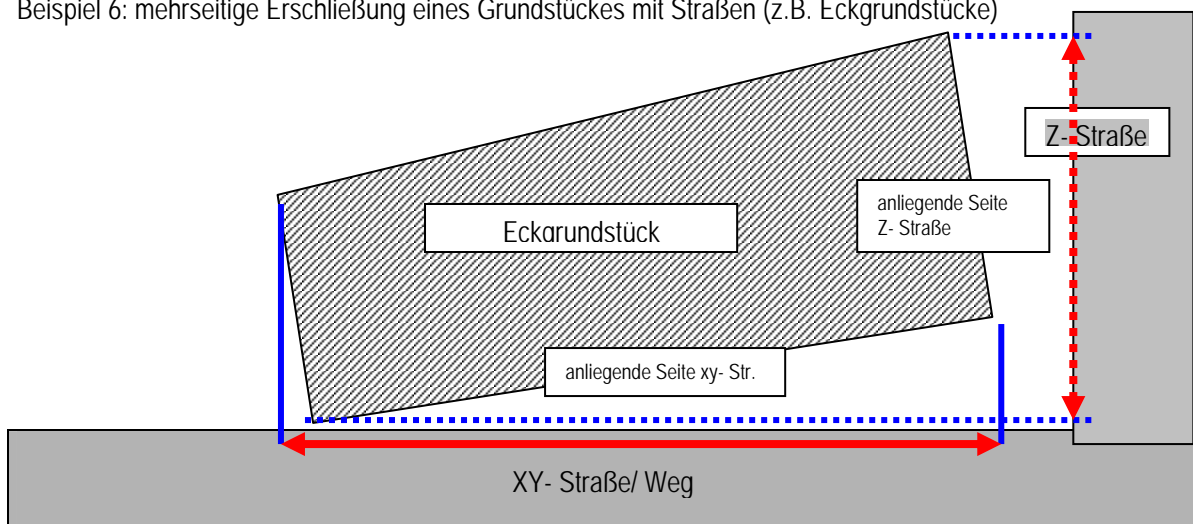 Beispiel 6: mehrseitige Erschließung eines Grundstückes mit Straßen (z.B. Eckgrundstücke)
Z- Straße
anliegende Seite
Z- Straße
Eckgrundstück
anliegende Seite xy- Str.
XY- Straße/ Weg